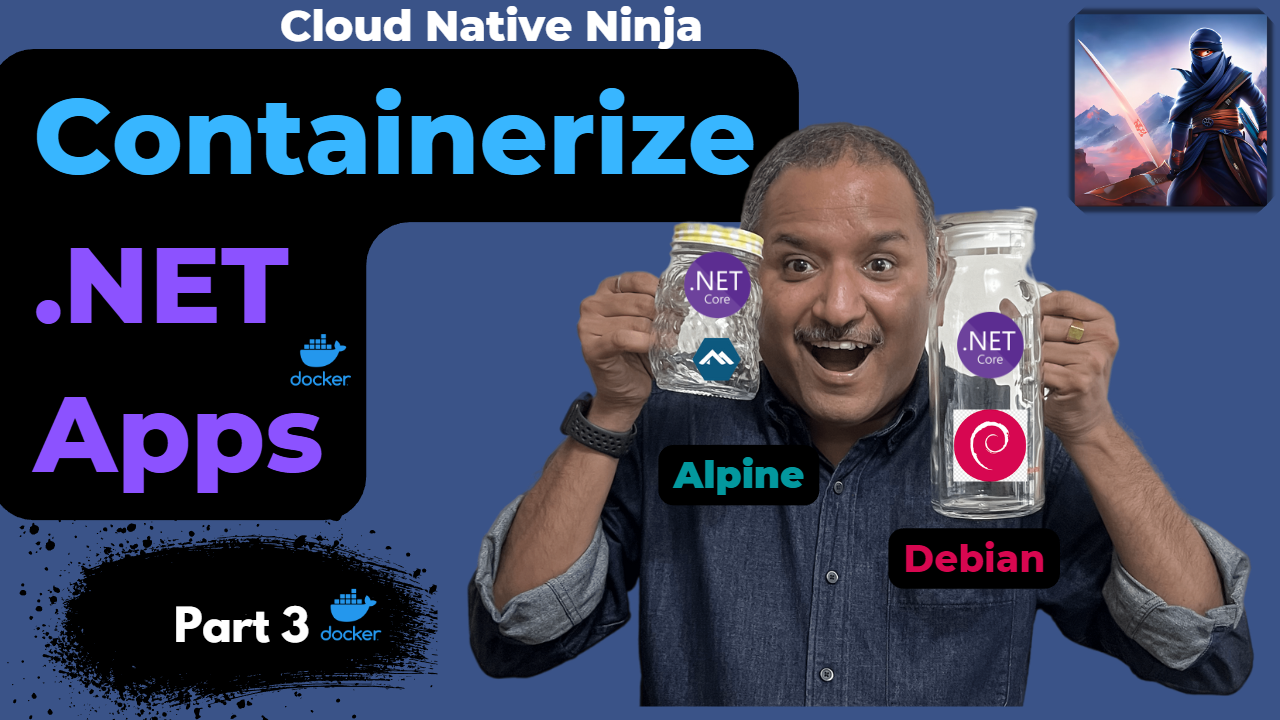 Cloud Native Ninja
Containerize
.NET
docker
Apps
.NET
Core
.NET
Core
Alpine
Debian
Part 3
docker